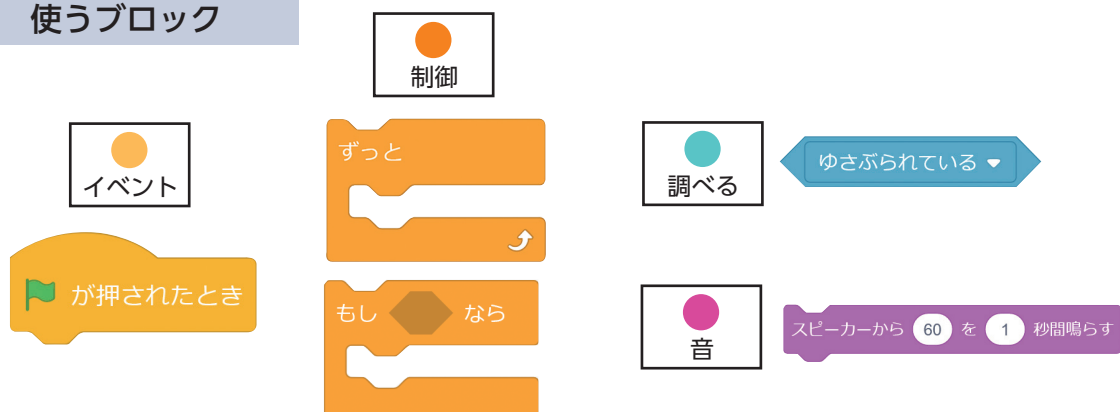 使うブロック
イベント
が押されたとき
制御
ずっと
もし なら
調べる
ゆさぶられている
音
スピーカーから 60 を 1 秒間鳴らす